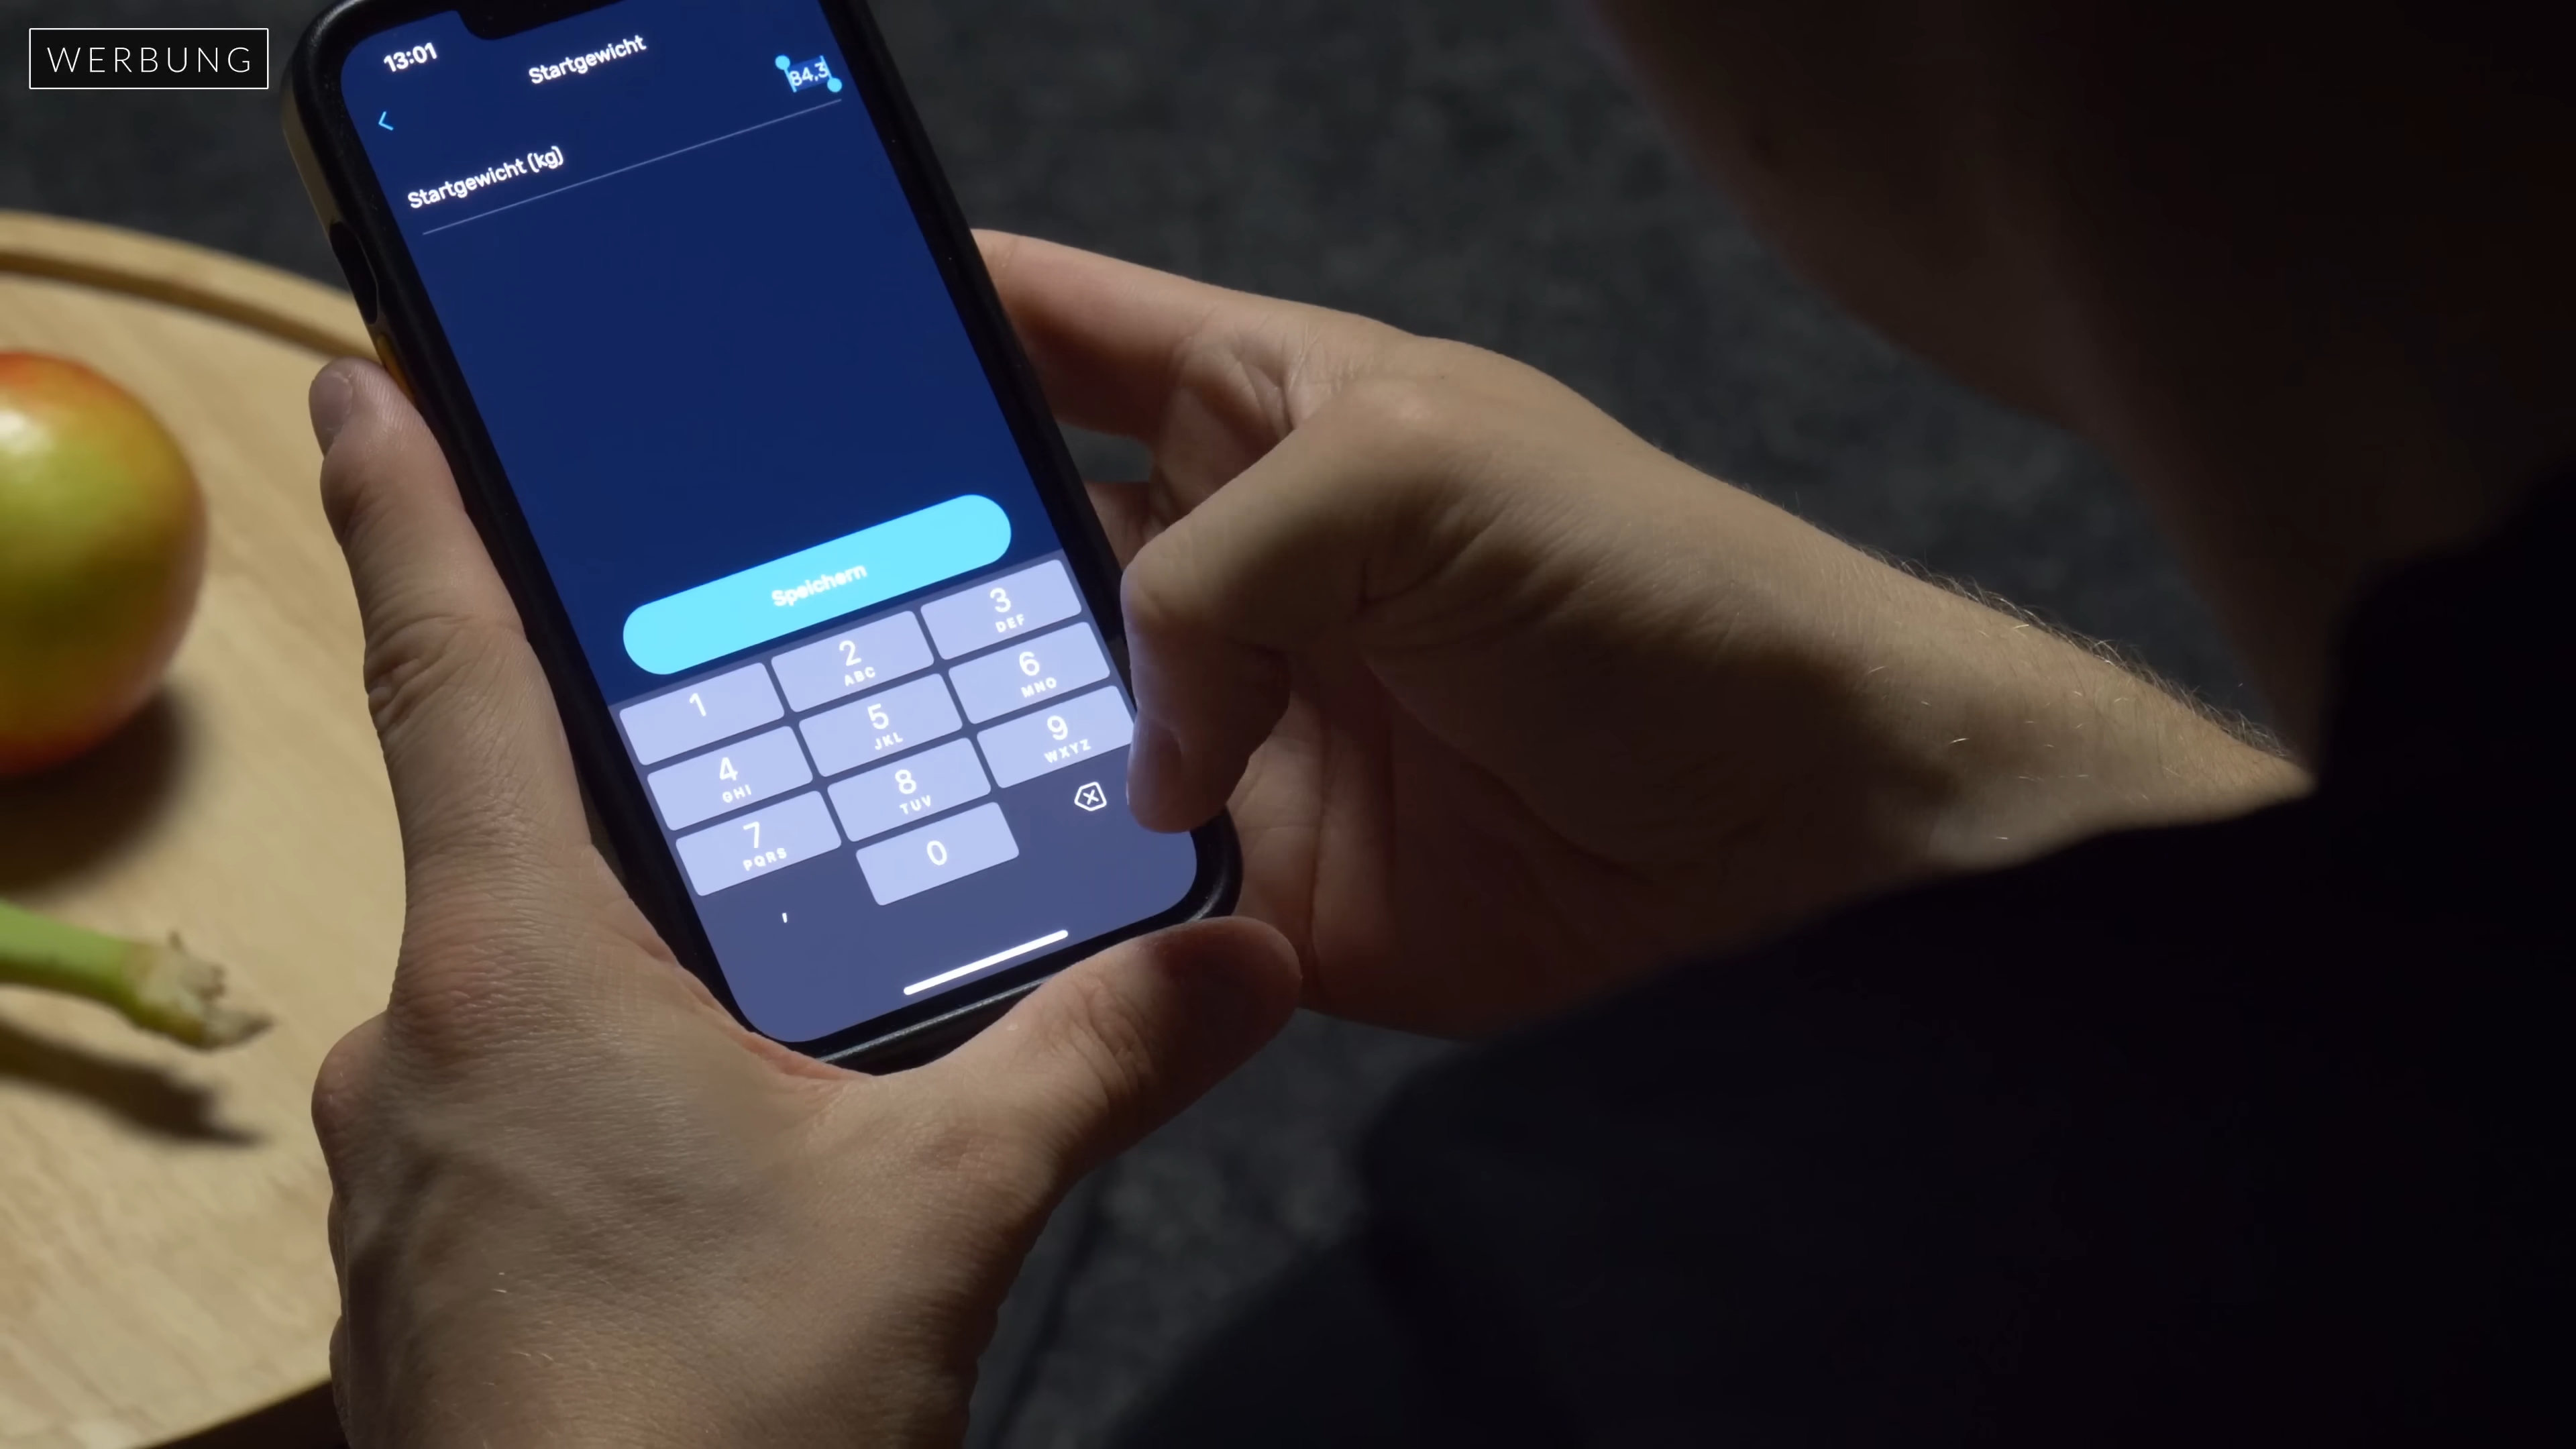 WERBUNG
13:01
Startgewicht
84,3
Startgewicht (kg)
Speichern
1
2
ABC
3
DEF
4
GHI
5
JKL
6
MNO
7
PQRS
8
TUV
9
WXYZ
,
0